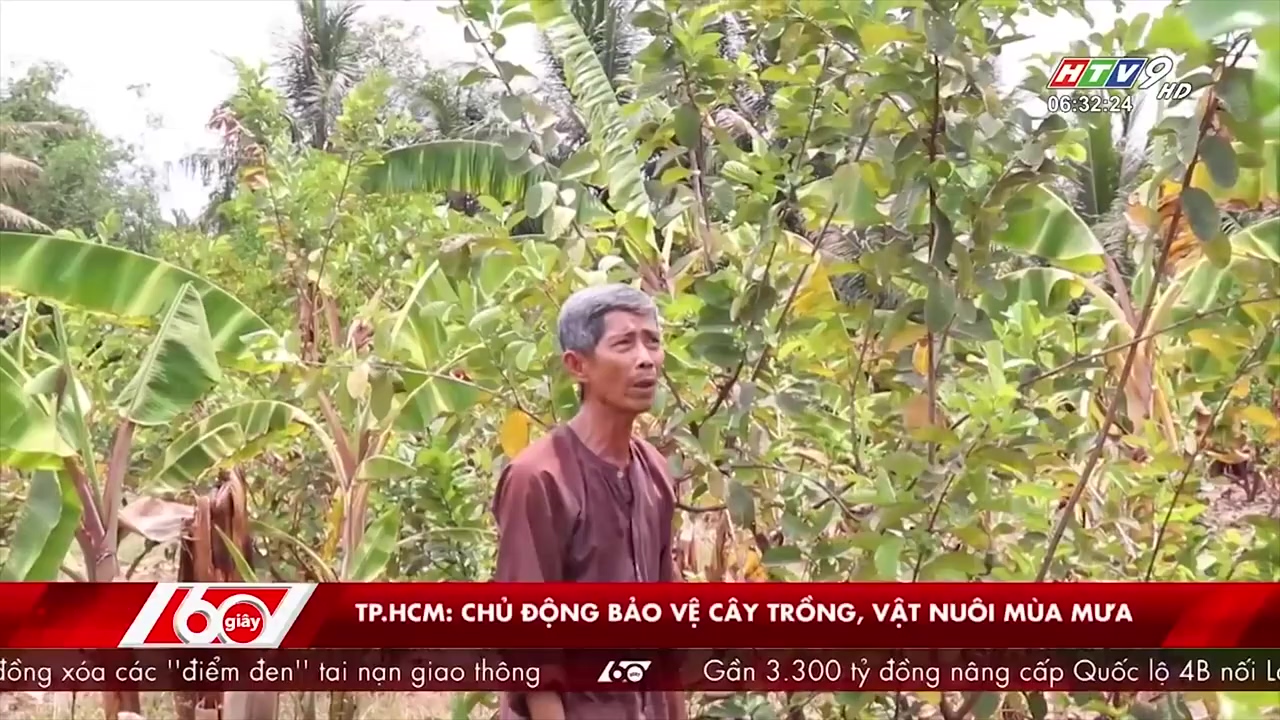 HTV9 HD
06:32:24
60 giây
TP.HCM: CHỦ ĐỘNG BẢO VỆ CÂY TRỒNG, VẬT NUÔI MÙA MƯA
đồng xóa các "điểm đen" tai nạn giao thông 60 giây Gần 3.300 tỷ đồng nâng cấp Quốc lộ 4B nối